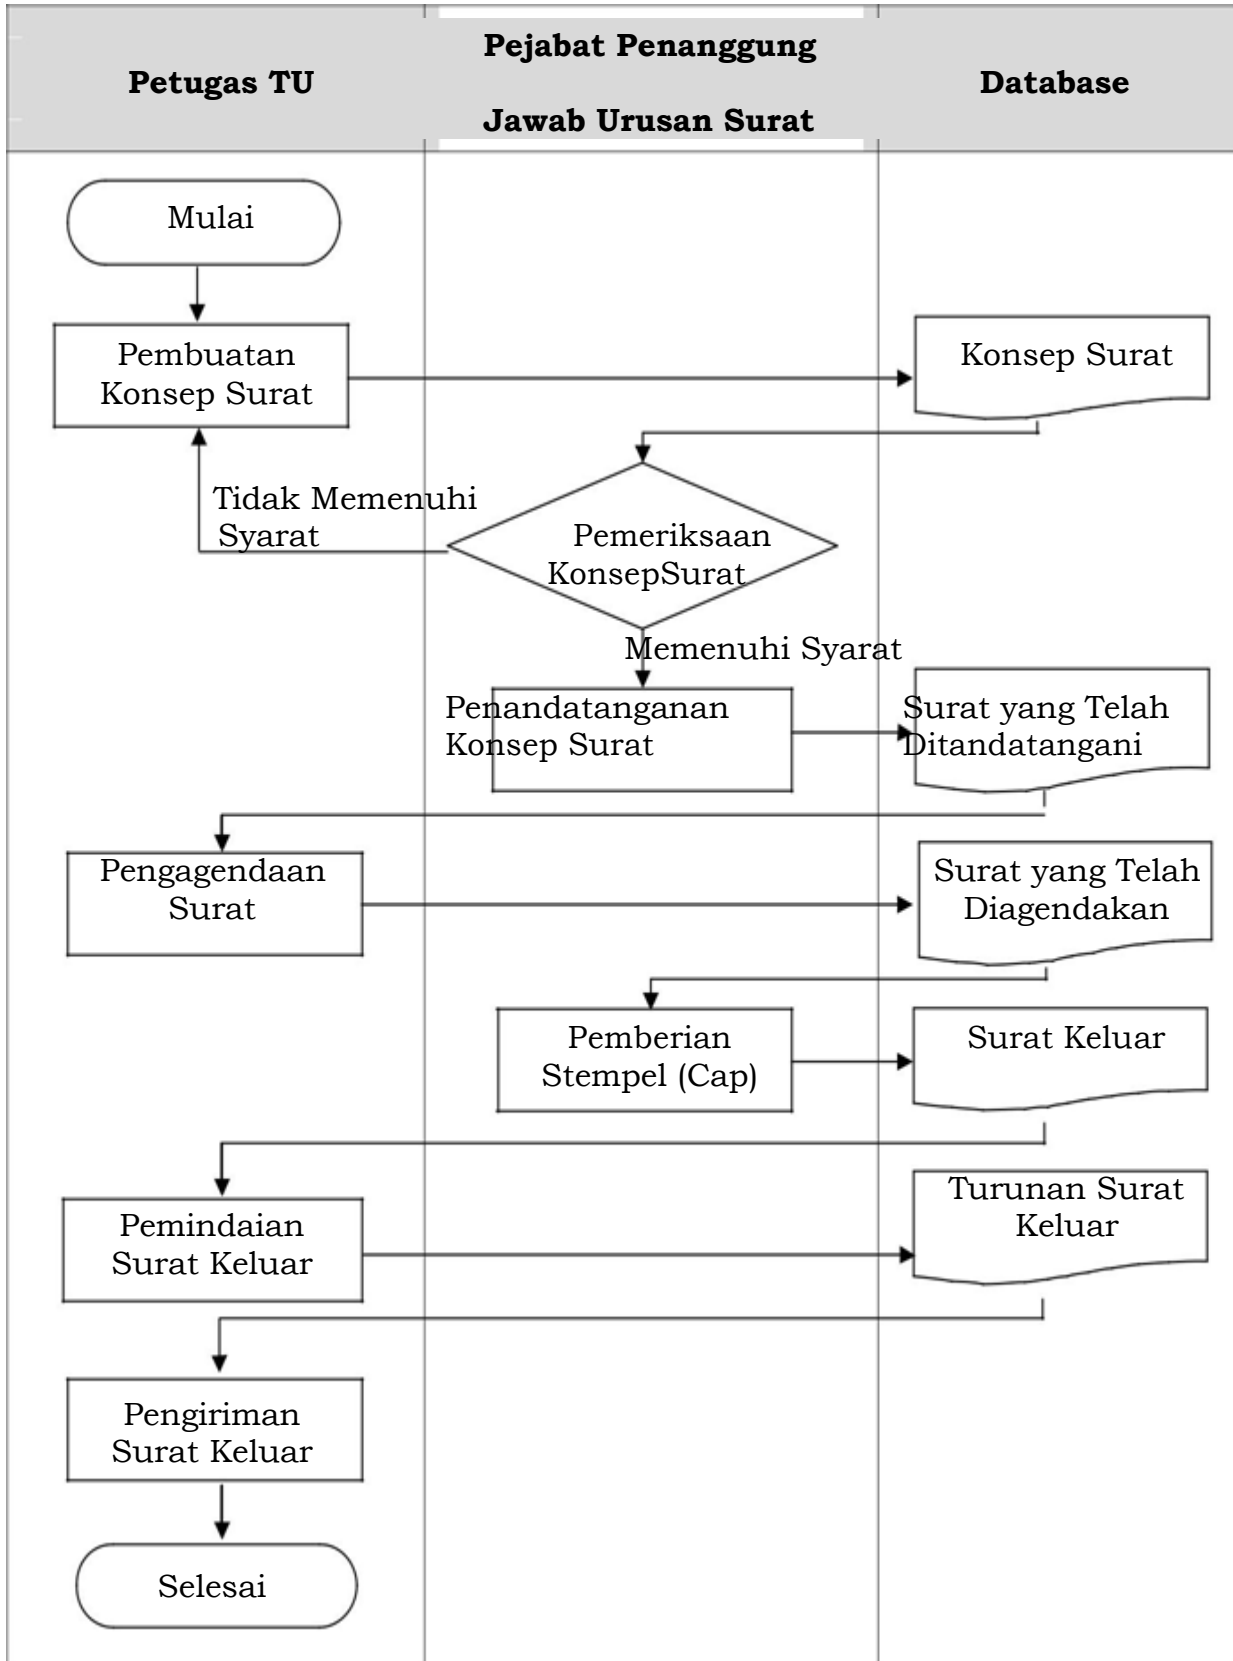 Petugas TU
Pejabat Penanggung
Jawab Urusan Surat
Database
Mulai
Pembuatan
Konsep Surat
Konsep Surat
Tidak Memenuhi
Syarat
Pemeriksaan
KonsepSurat
Memenuhi Syarat
Penandatanganan
Konsep Surat
Surat yang Telah
Ditandatangani
Pengagendaan
Surat
Surat yang Telah
Diagendakan
Pemberian
Stempel (Cap)
Surat Keluar
Pemindaian
Surat Keluar
Turunan Surat
Keluar
Pengiriman
Surat Keluar
Selesai